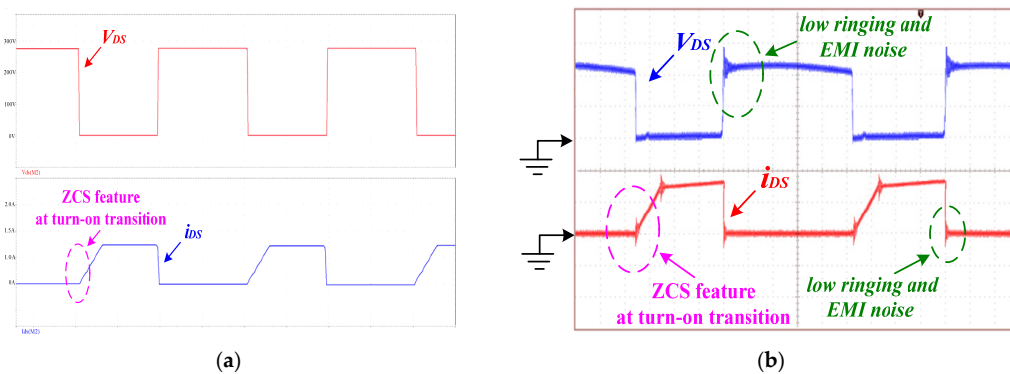 300V
200V
100V
0V
V_DS
Vds(M2)
2.0A
1.5A
1.0A
0A
ZCS feature
at turn-on transition
i_DS
Ids(M2)
(a)
V_DS
low ringing and
EMI noise
i_DS
ZCS feature
at turn-on transition
low ringing and
EMI noise
(b)